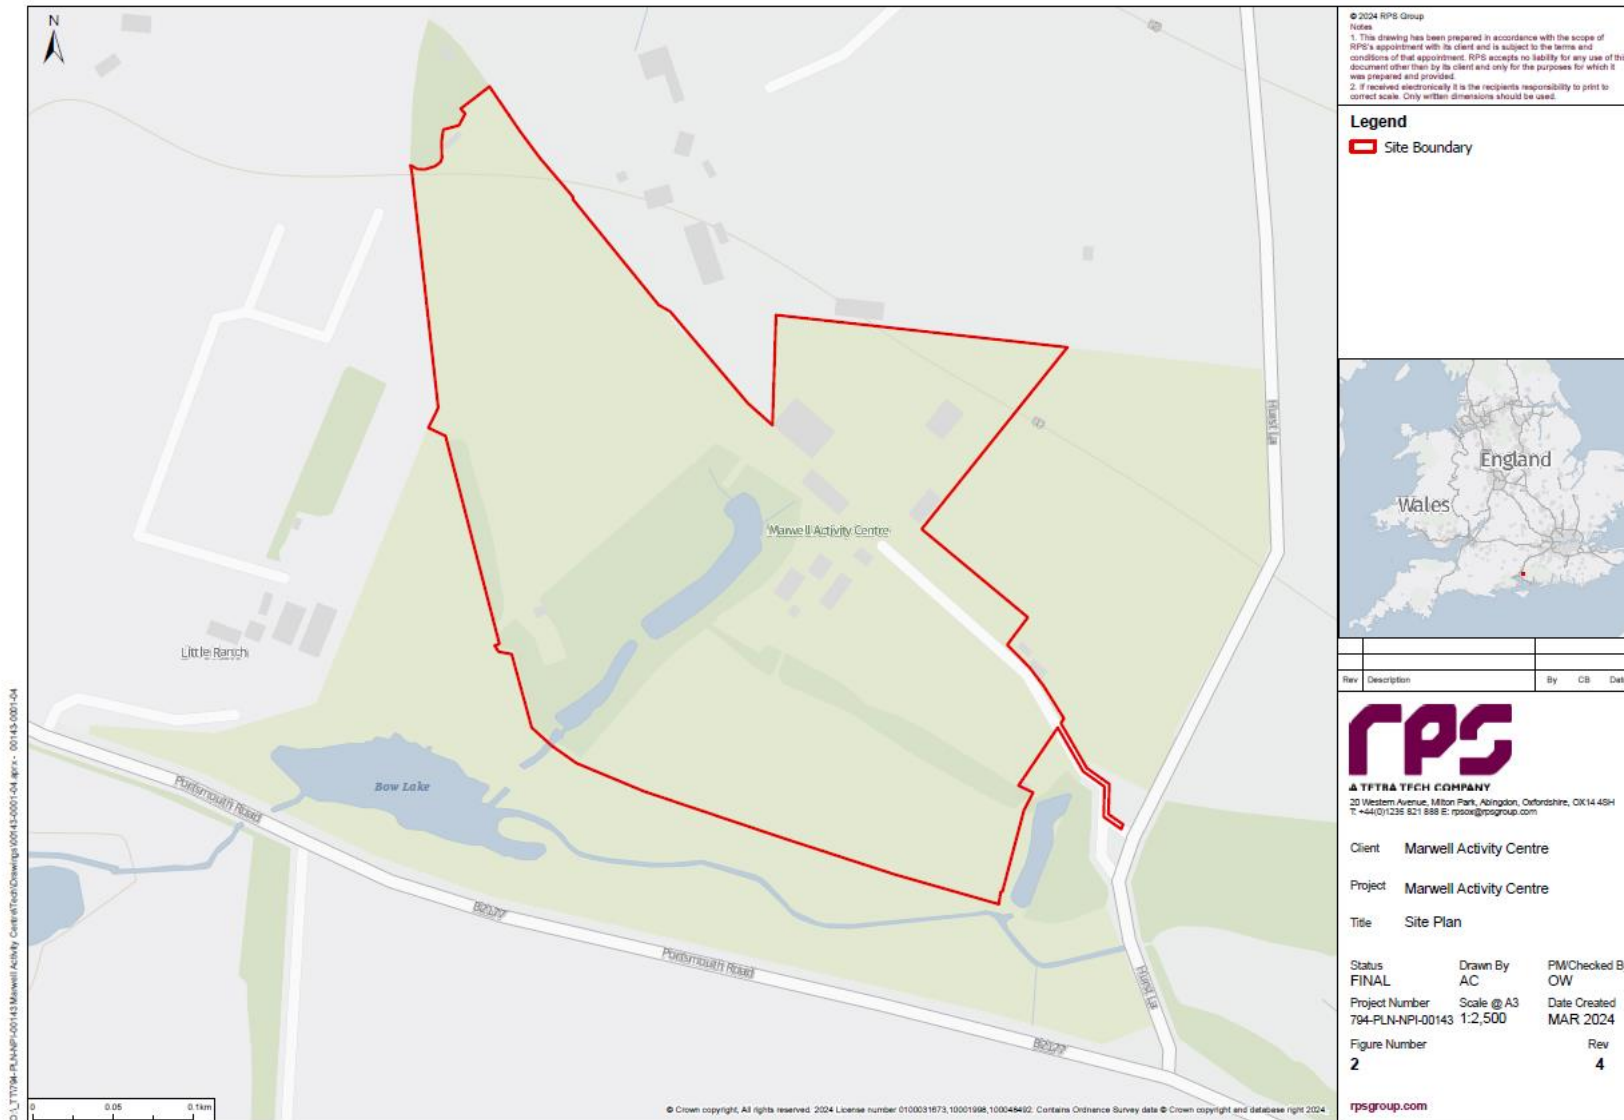 N
© 2024 RPS Group
Notes
1. This drawing has been prepared in accordance with the scope of
RPS's appointment with its client and is subject to the terms and
conditions of that appointment. RPS accepts no liability for any use of this
document other than by its client and only for the purposes for which it
was prepared and provided.
2. If received electronically it is the recipients responsibility to print to
correct scale. Only written dimensions should be used.
Legend
Site Boundary
Hurst La
England
Wales
Marwell Activity Centre
Little Ranch
Bow Lake
Portsmouth Road
B2177
Portsmouth Road
Hurst La
B2177
Rev Description By CB Date
rps
A TETRA TECH COMPANY
20 Western Avenue, Milton Park, Abingdon, Oxfordshire, OX14 4SH
T: +44(0)1235 821 888 E: rpsox@rpsgroup.com
Client Marwell Activity Centre
Project Marwell Activity Centre
Title Site Plan
Status Drawn By PM/Checked B
FINAL AC OW
Project Number Scale @ A3 Date Created
794-PLN-NPI-00143 1:2,500 MAR 2024
Figure Number Rev
2 4
rpsgroup.com
0 0.05 0.1km
© Crown copyright, All rights reserved. 2024 License number 0100031673,10001998,100048492. Contains Ordnance Survey data © Crown copyright and database right 2024